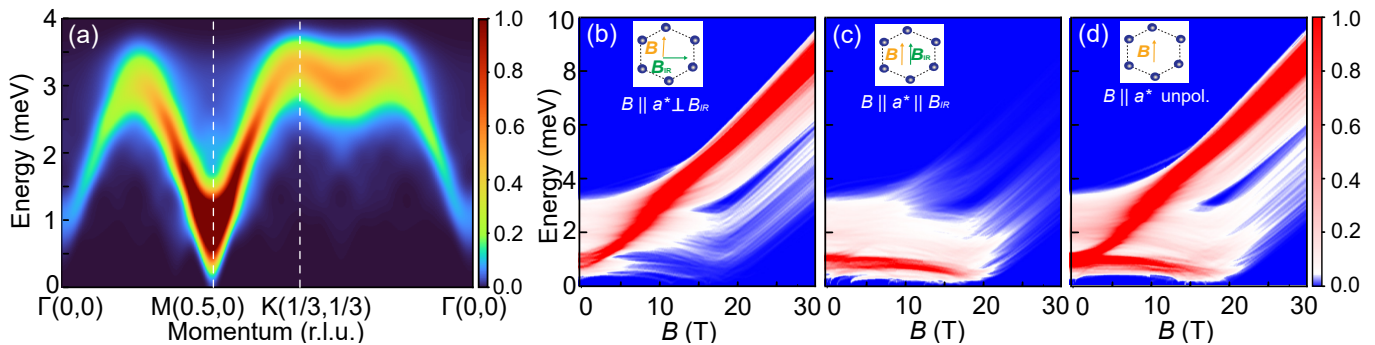 (a)
Energy (meV)
4
3
2
1
0
Γ(0,0)
M(0.5,0)
K(1/3,1/3)
Γ(0,0)
Momentum (r.l.u.)
1.0
0.8
0.6
0.4
0.2
0.0
(b)
B
B_IR
B || a* ⊥ B_IR
Energy (meV)
10
8
6
4
2
0
0
10
20
30
B (T)
(c)
B
B_IR
B || a* || B_IR
0
10
20
30
B (T)
(d)
B
B || a* unpol.
0
10
20
30
B (T)
1.0
0.8
0.6
0.4
0.2
0.0